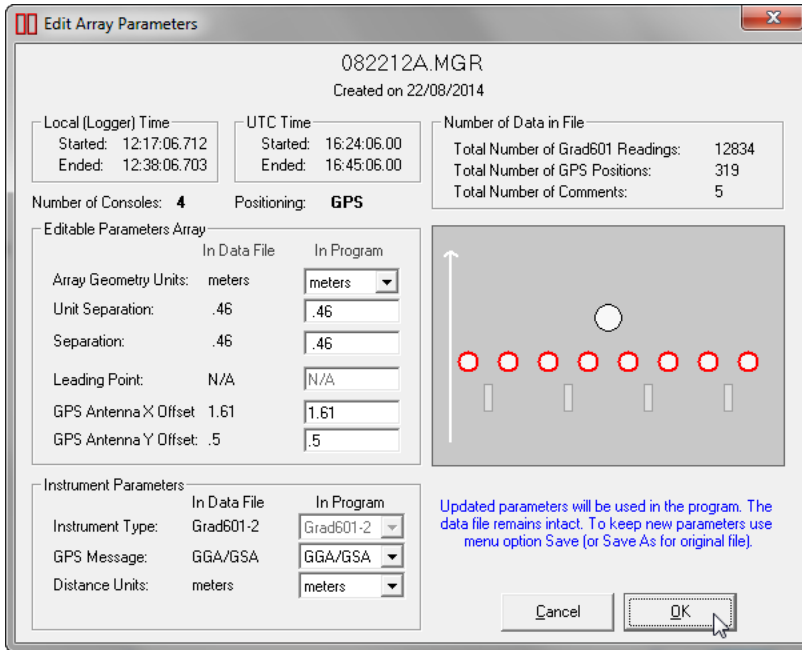 Edit Array Parameters
082212A.MGR
Created on 22/08/2014
Local (Logger) Time
Started: 12:17:06.712
Ended: 12:38:06.703
UTC Time
Started: 16:24:06.00
Ended: 16:45:06.00
Number of Data in File
Total Number of Grad601 Readings: 12834
Total Number of GPS Positions: 319
Total Number of Comments: 5
Number of Consoles: 4 Positioning: GPS
Editable Parameters Array
In Data File In Program
Array Geometry Units: meters meters
Unit Separation: .46 .46
Separation: .46 .46
Leading Point: N/A N/A
GPS Antenna X Offset 1.61 1.61
GPS Antenna Y Offset: .5 .5
Instrument Parameters
In Data File In Program
Instrument Type: Grad601-2 Grad601-2
GPS Message: GGA/GSA GGA/GSA
Distance Units: meters meters
Updated parameters will be used in the program. The
data file remains intact. To keep new parameters use
menu option Save (or Save As for original file).
Cancel OK